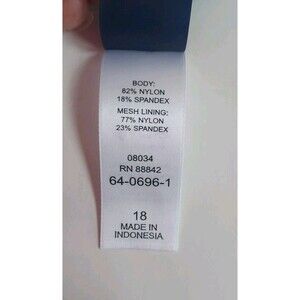 BODY:
82% NYLON
18% SPANDEX
MESH LINING:
77% NYLON
23% SPANDEX
08034
RN 88842
64-0696-1
18
MADE IN
INDONESIA